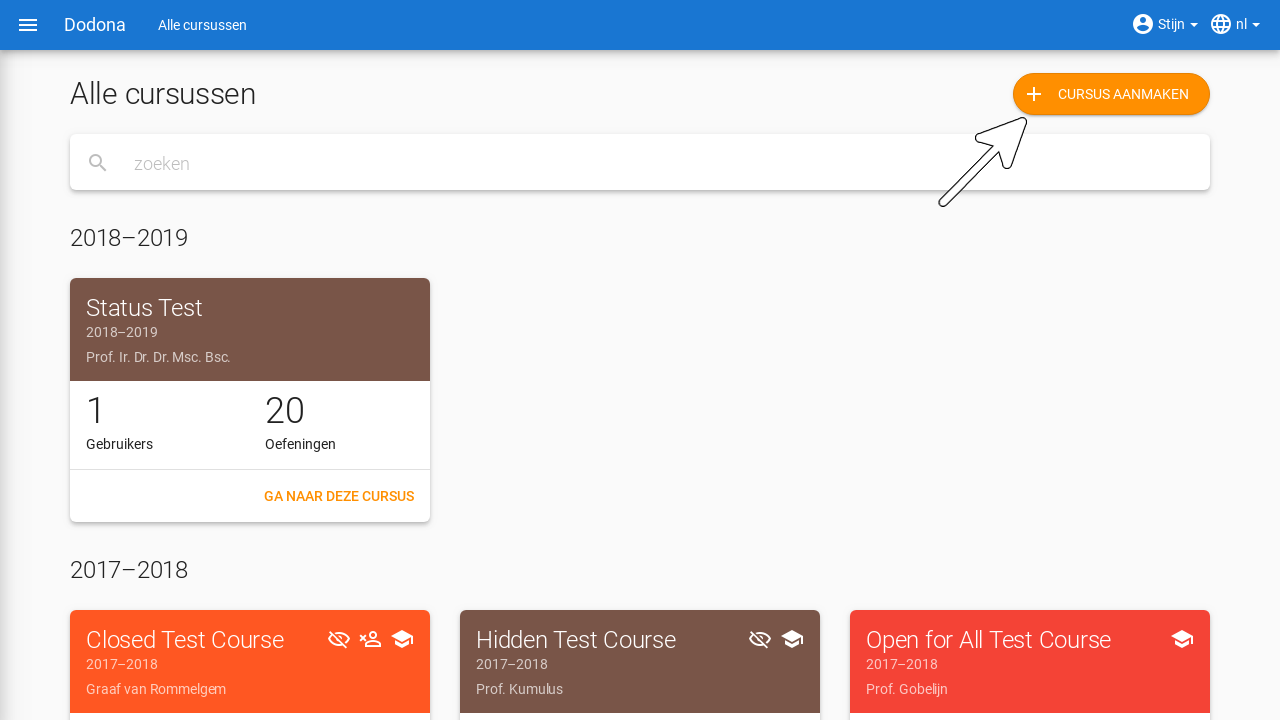 Dodona Alle cursussen Stijn nl
Alle cursussen
CURSUS AANMAKEN
zoeken
2018–2019
Status Test
2018–2019
Prof. Ir. Dr. Dr. Msc. Bsc.
1 20
Gebruikers Oefeningen
GA NAAR DEZE CURSUS
2017–2018
Closed Test Course
2017–2018
Graaf van Rommelgem
Hidden Test Course
2017–2018
Prof. Kumulus
Open for All Test Course
2017–2018
Prof. Gobelijn